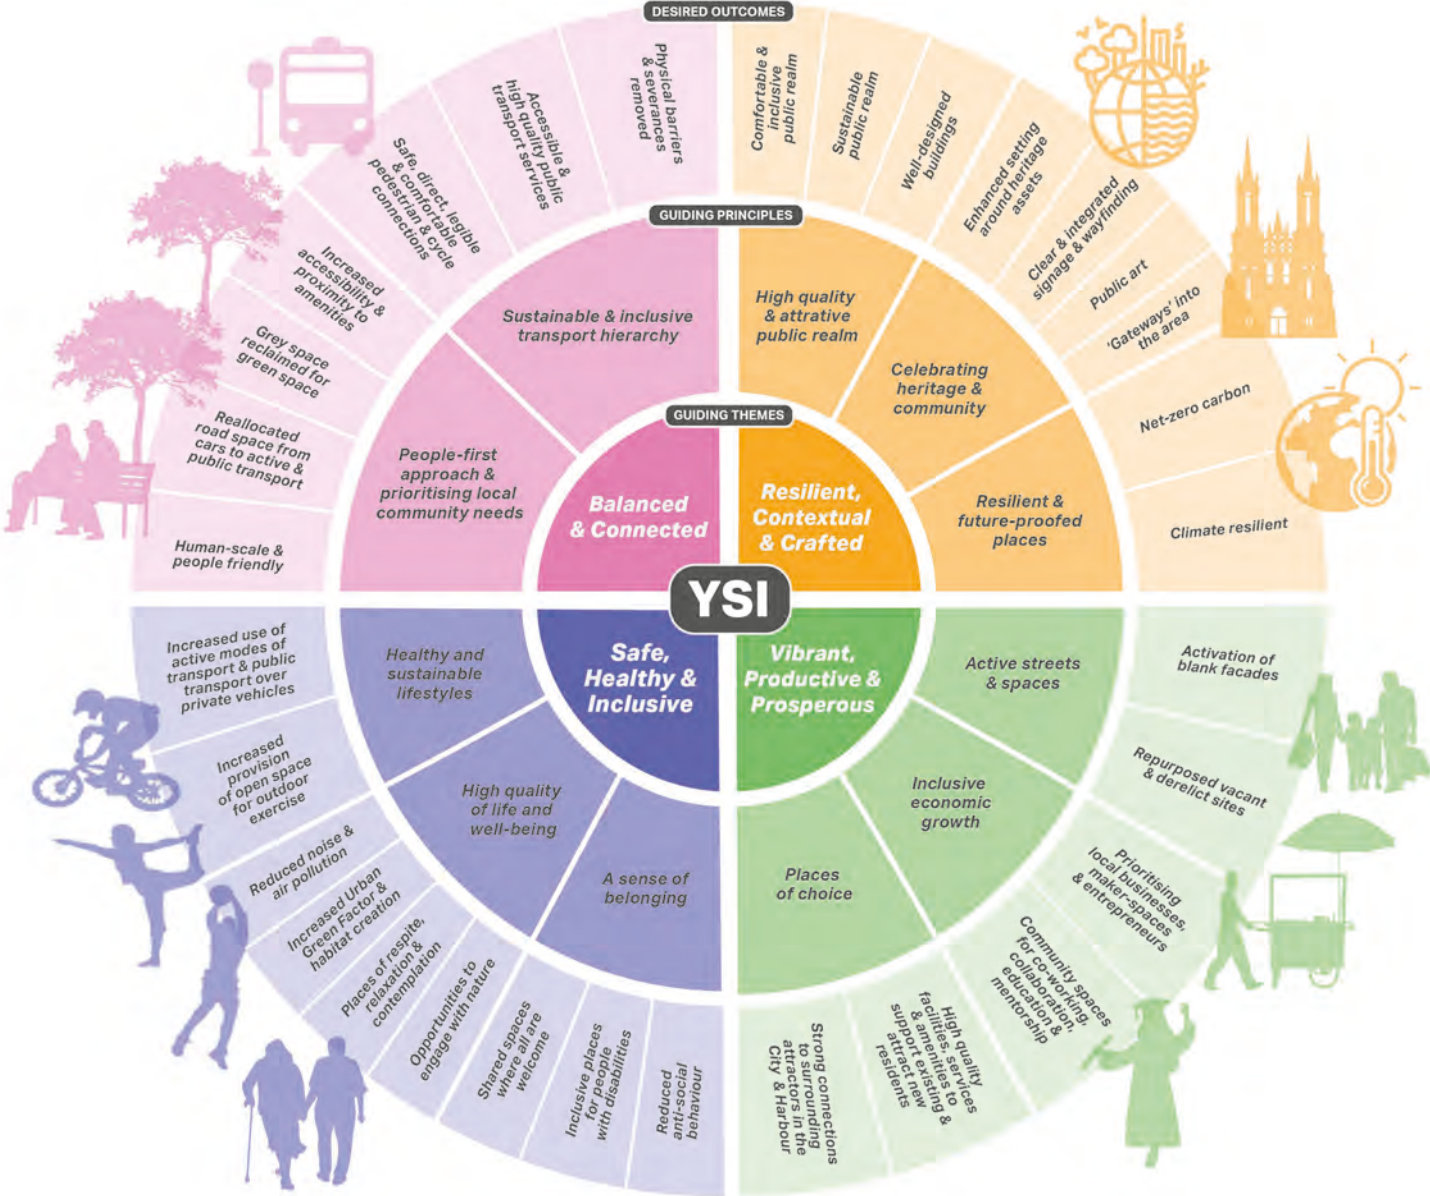 DESIRED OUTCOMES
Physical barriers
& severances
removed
Accessible &
high quality public
transport services
Safe, direct, legible
& comfortable
pedestrian & cycle
connections
Increased
accessibility &
proximity to
amenities
Grey space
reclaimed for
green space
Reallocated
road space from
cars to active &
public transport
Human-scale &
people friendly
Comfortable &
inclusive
public realm
Sustainable
public realm
Well-designed
buildings
Enhanced setting
around heritage
assets
Clear & integrated
signage & wayfinding
Public art
‘Gateways’ into
the area
Net-zero carbon
Climate resilient
GUIDING PRINCIPLES
Sustainable & inclusive
transport hierarchy
People-first
approach &
prioritising local
community needs
High quality
& attrative
public realm
Celebrating
heritage &
community
Resilient &
future-proofed
places
GUIDING THEMES
Balanced
& Connected
Resilient,
Contextual
& Crafted
YSI
Safe,
Healthy &
Inclusive
Vibrant,
Productive &
Prosperous
Healthy and
sustainable
lifestyles
High quality
of life and
well-being
A sense of
belonging
Active streets
& spaces
Inclusive
economic
growth
Places
of choice
Increased use of
active modes of
transport & public
transport over
private vehicles
Increased
provision
of open space
for outdoor
exercise
Reduced noise &
air pollution
Increased Urban
Green Factor &
habitat creation
Places of respite,
relaxation &
contemplation
Opportunities to
engage with nature
Shared spaces
where all are
welcome
Inclusive places
for people
with disabilities
Reduced
anti-social
behaviour
Activation of
blank facades
Repurposed vacant
& derelict sites
Prioritising
local businesses,
maker-spaces
& entrepreneurs
Community spaces
for co-working,
collaboration,
education &
mentorship
High quality
facilities, services
& amenities to
support existing &
attract new
residents
Strong connections
to surrounding
attractors in the
City & Harbour